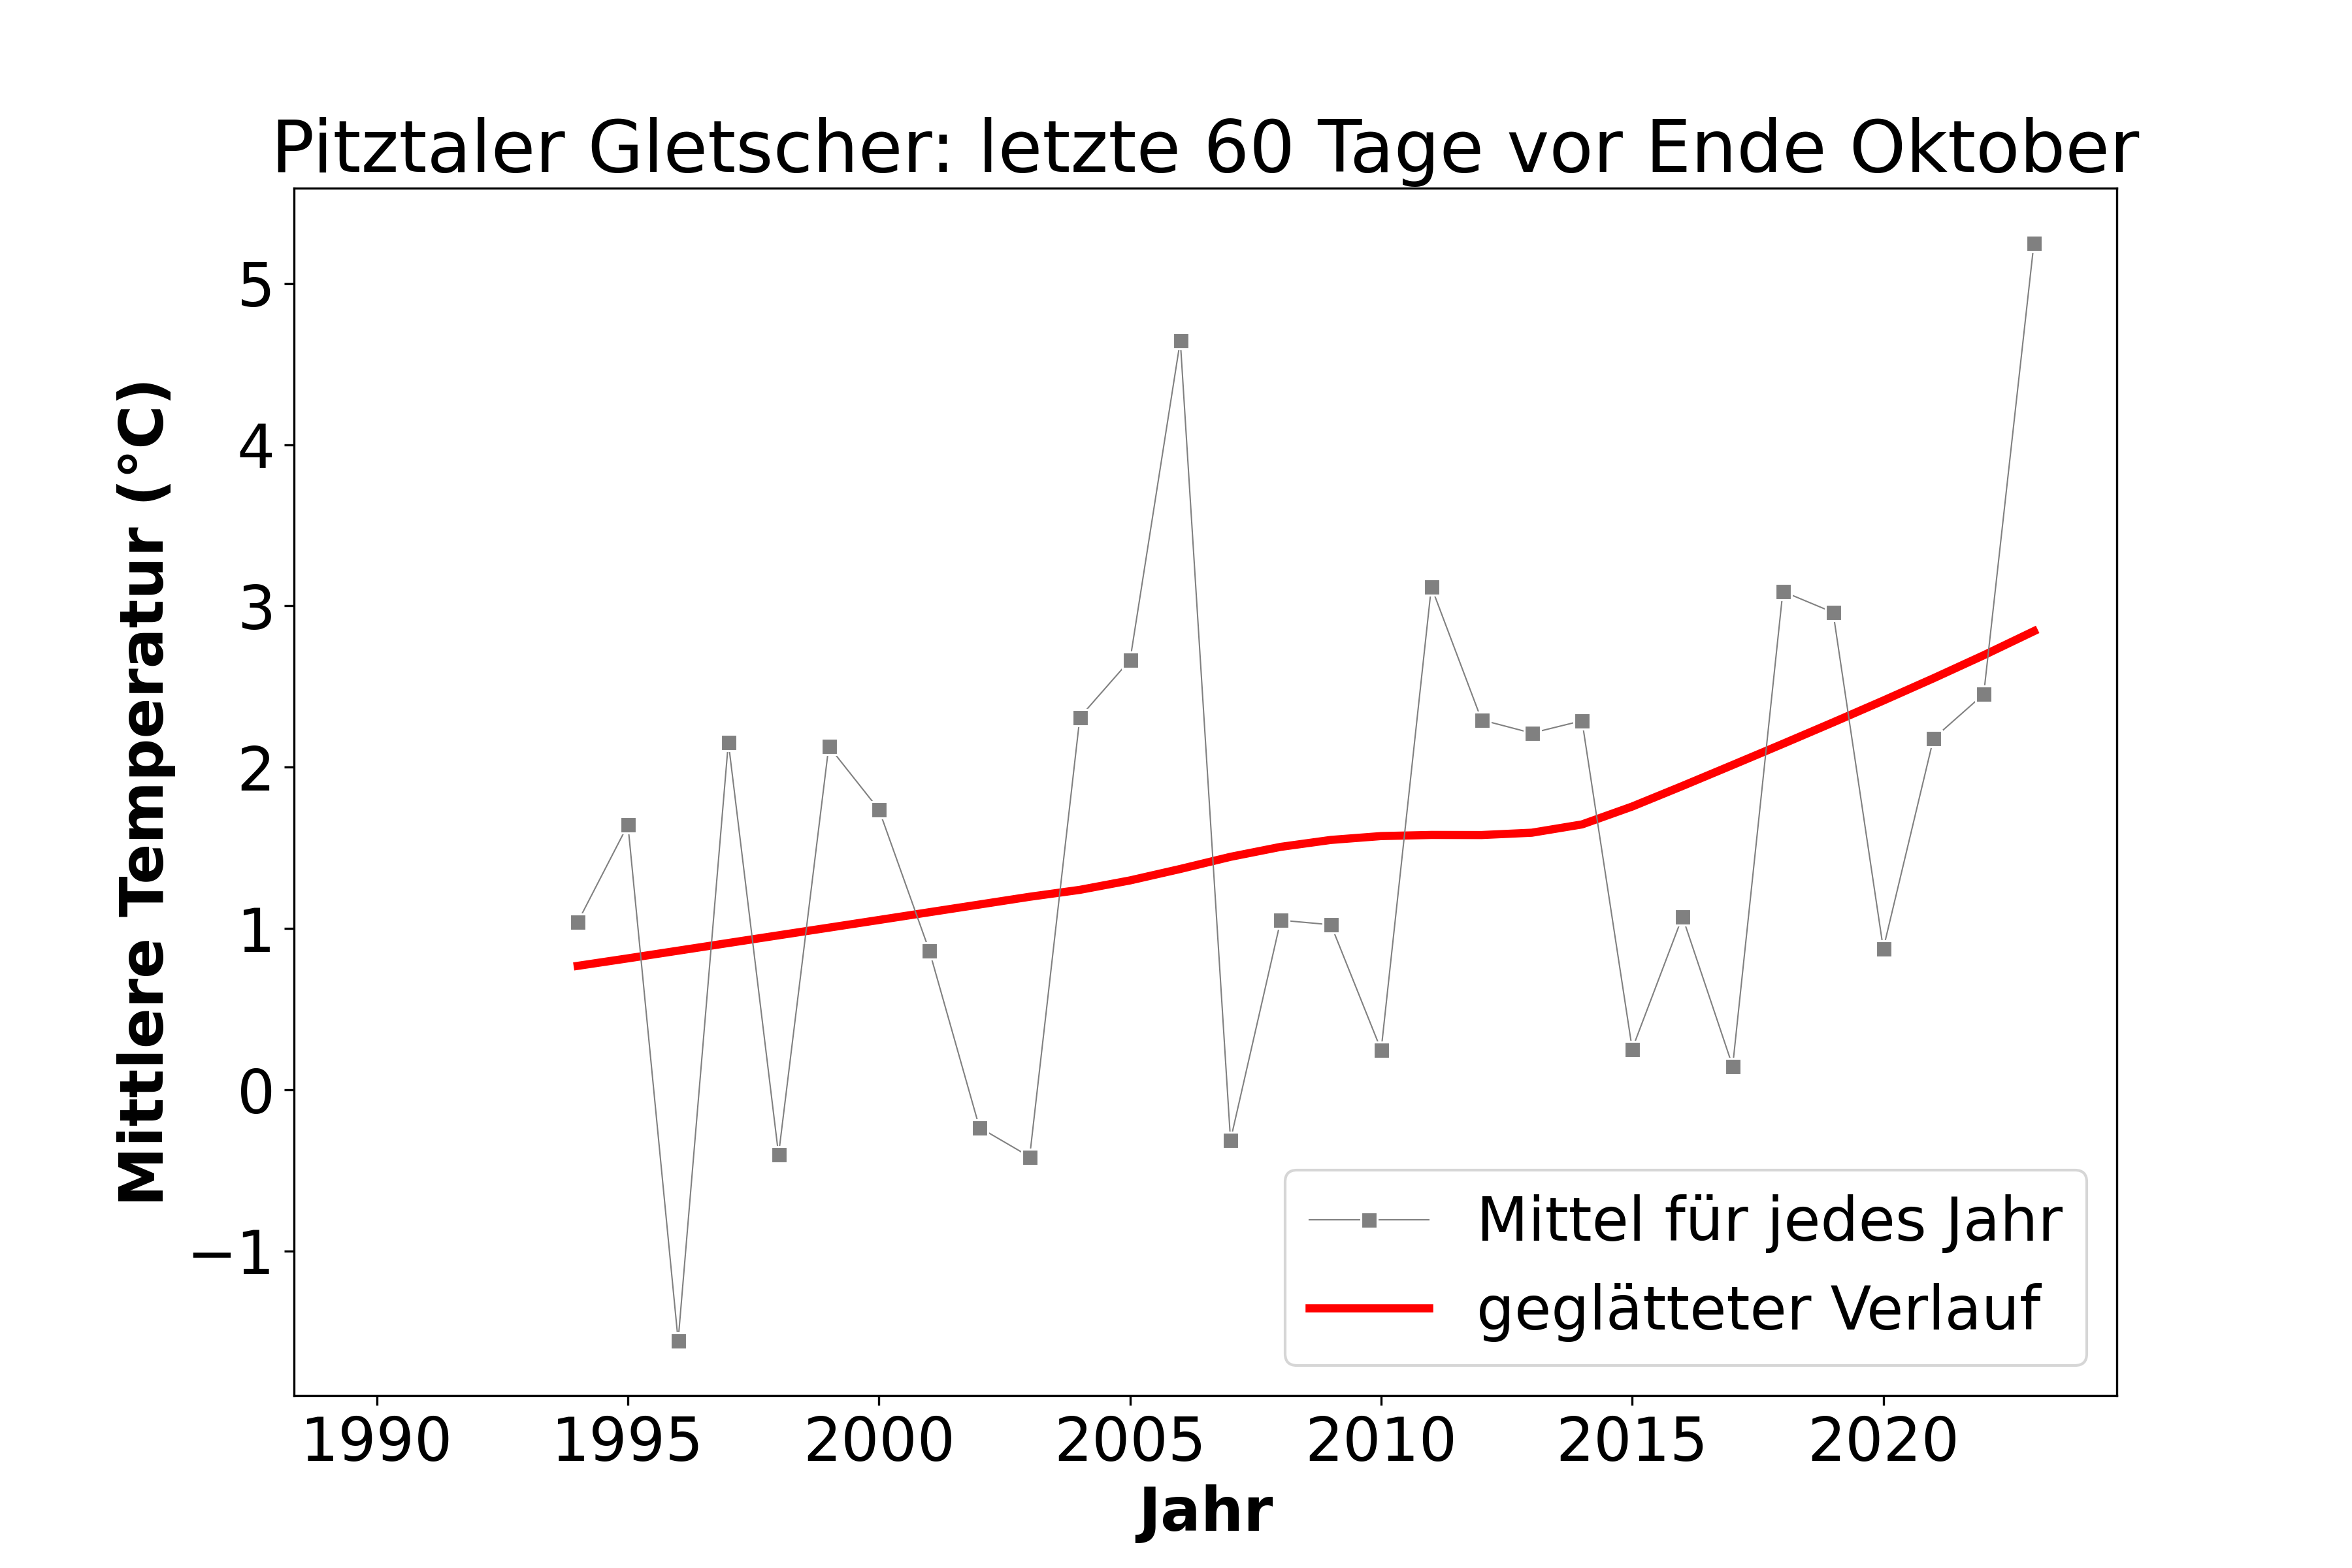 Pitztaler Gletscher: letzte 60 Tage vor Ende Oktober
Mittlere Temperatur (°C)
5
4
3
2
1
0
−1
Mittel für jedes Jahr
geglätteter Verlauf
1990 1995 2000 2005 2010 2015 2020
Jahr